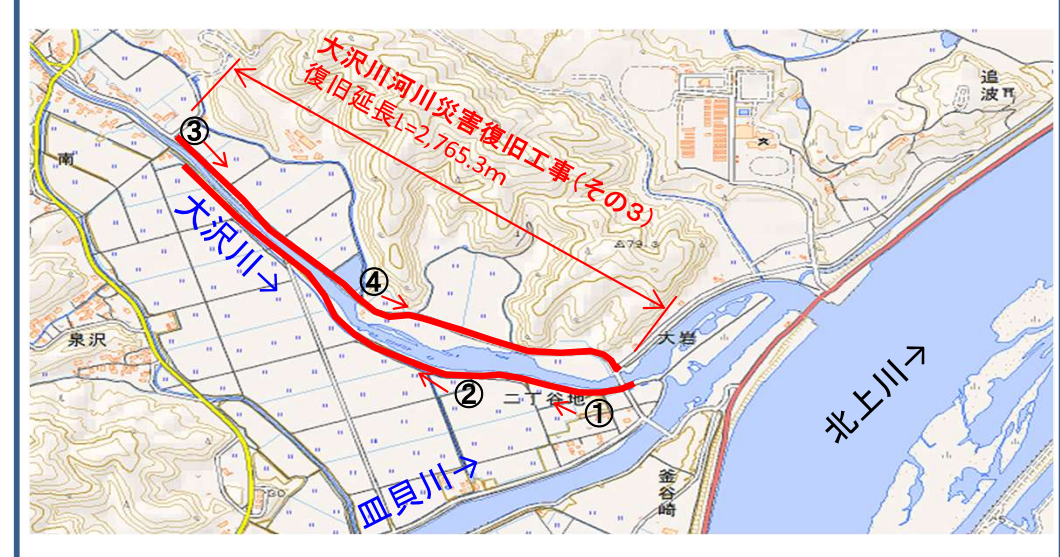 大沢川河川災害復旧工事(その3)
復旧延長L=2,765.3m
追波
③
南
大沢川→
79.3
④
泉沢
大岩
②
二丁谷地
①
北上川→
皿貝川→
釜谷崎